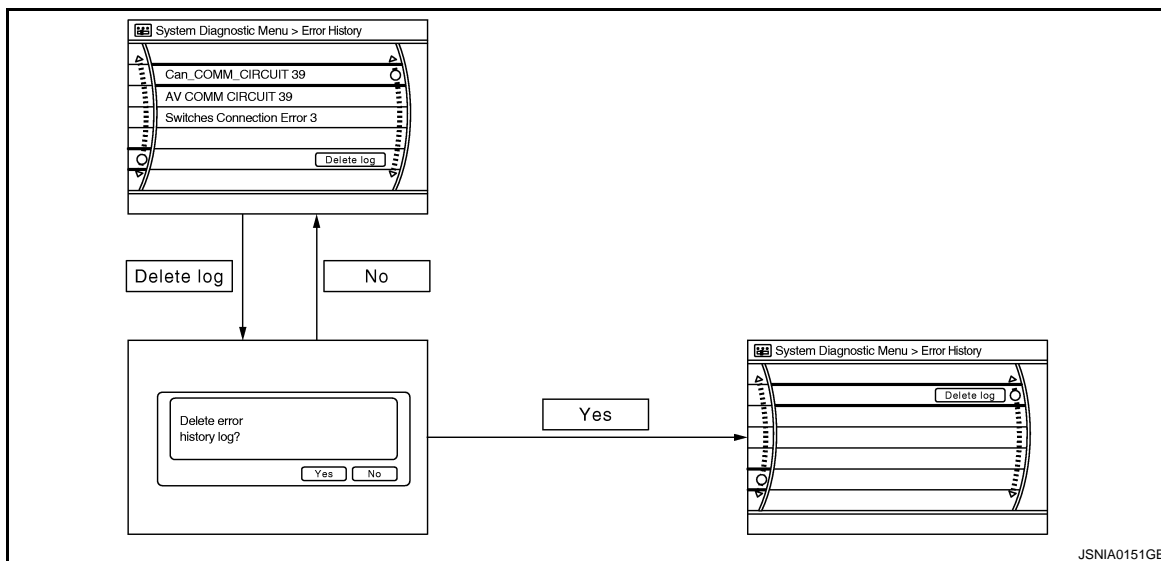 System Diagnostic Menu > Error History
Can_COMM_CIRCUIT 39
AV COMM CIRCUIT 39
Switches Connection Error 3
Delete log
Delete log
No
Delete error
history log?
Yes No
Yes
System Diagnostic Menu > Error History
Delete log
JSNIA0151GB